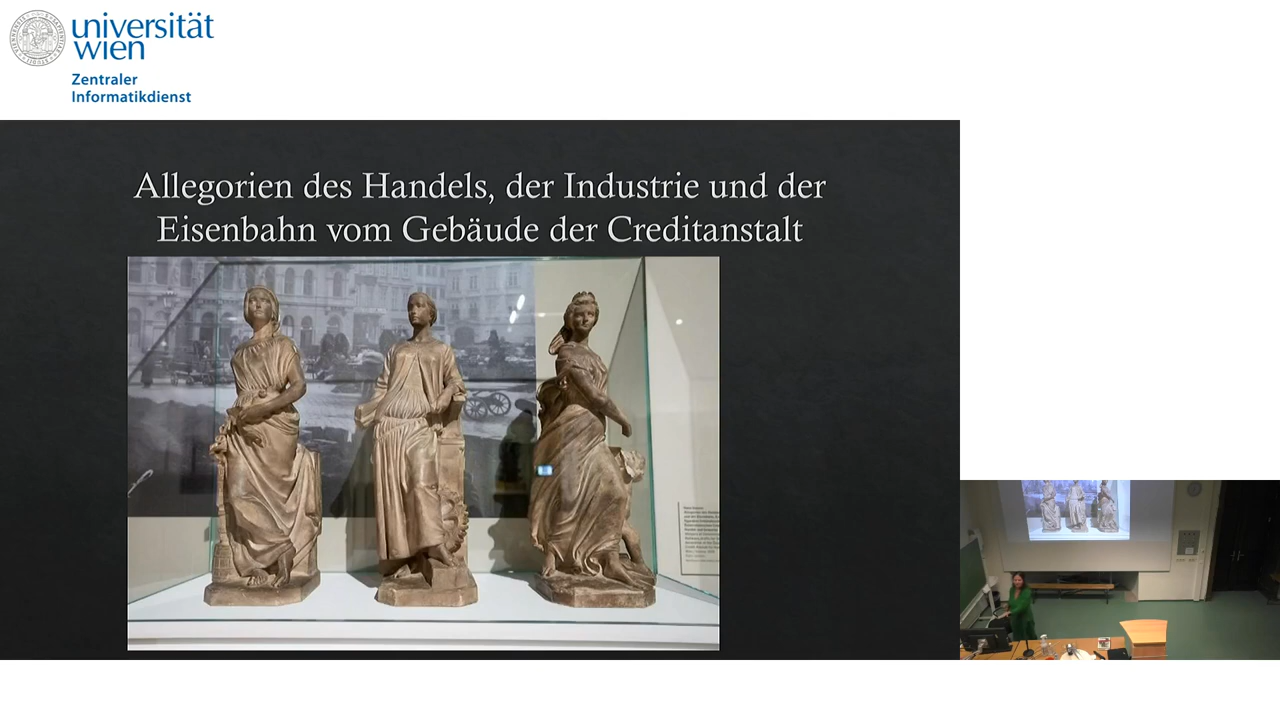 universität
wien
Zentraler
Informatikdienst
Allegorien des Handels, der Industrie und der
Eisenbahn vom Gebäude der Creditanstalt